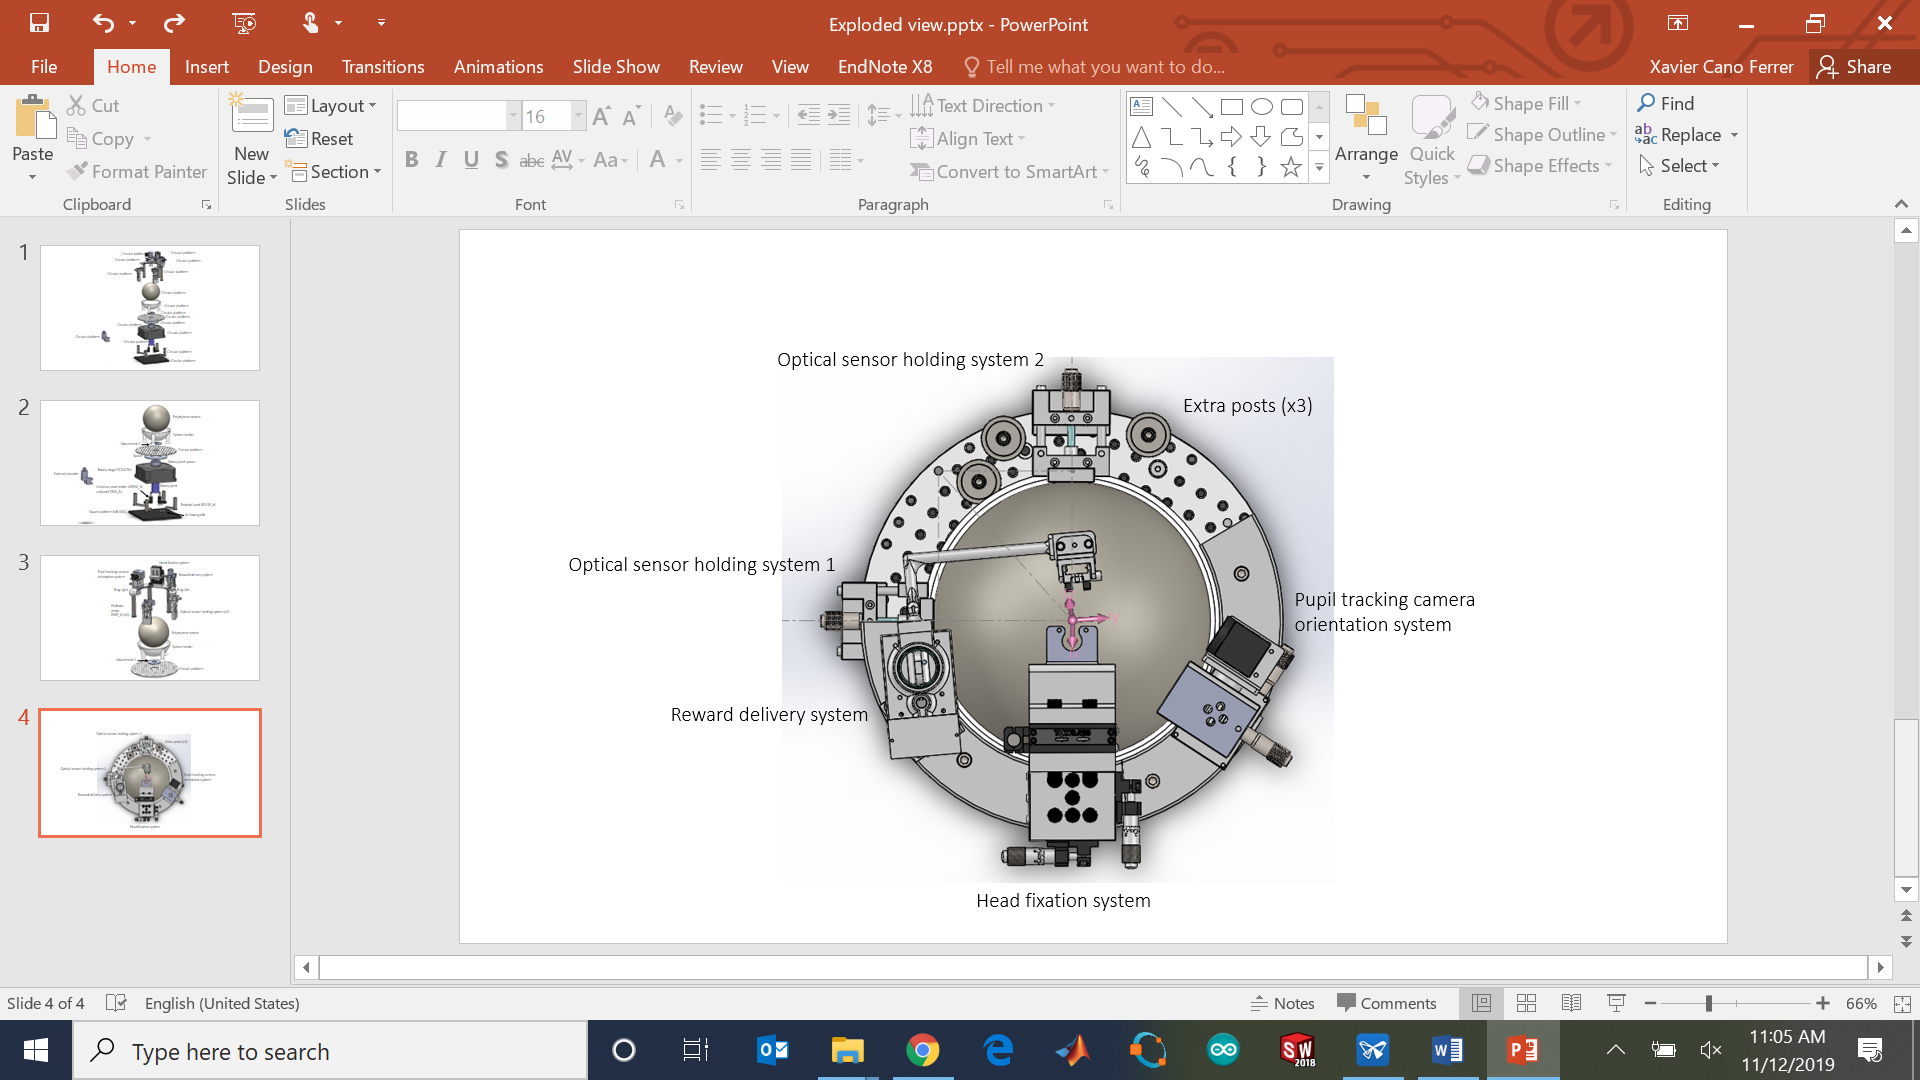 Exploded view.pptx - PowerPoint
File Home Insert Design Transitions Animations Slide Show Review View EndNote X8 Tell me what you want to do... Xavier Cano Ferrer Share
Paste
Cut
Copy
Format Painter
Clipboard
New Slide
Layout
Reset
Section
Slides
16
B I U S abc AV Aa A
Font
Text Direction
Align Text
Convert to SmartArt
Paragraph
Arrange
Quick Styles
Shape Fill
Shape Outline
Shape Effects
Drawing
Find
Replace
Select
Editing
1
2
3
4
Optical sensor holding system 2
Extra posts (x3)
Optical sensor holding system 1
Pupil tracking camera
orientation system
Reward delivery system
Head fixation system
Slide 4 of 4 English (United States) Notes Comments 66%
Type here to search
SW 2018
11:05 AM
11/12/2019